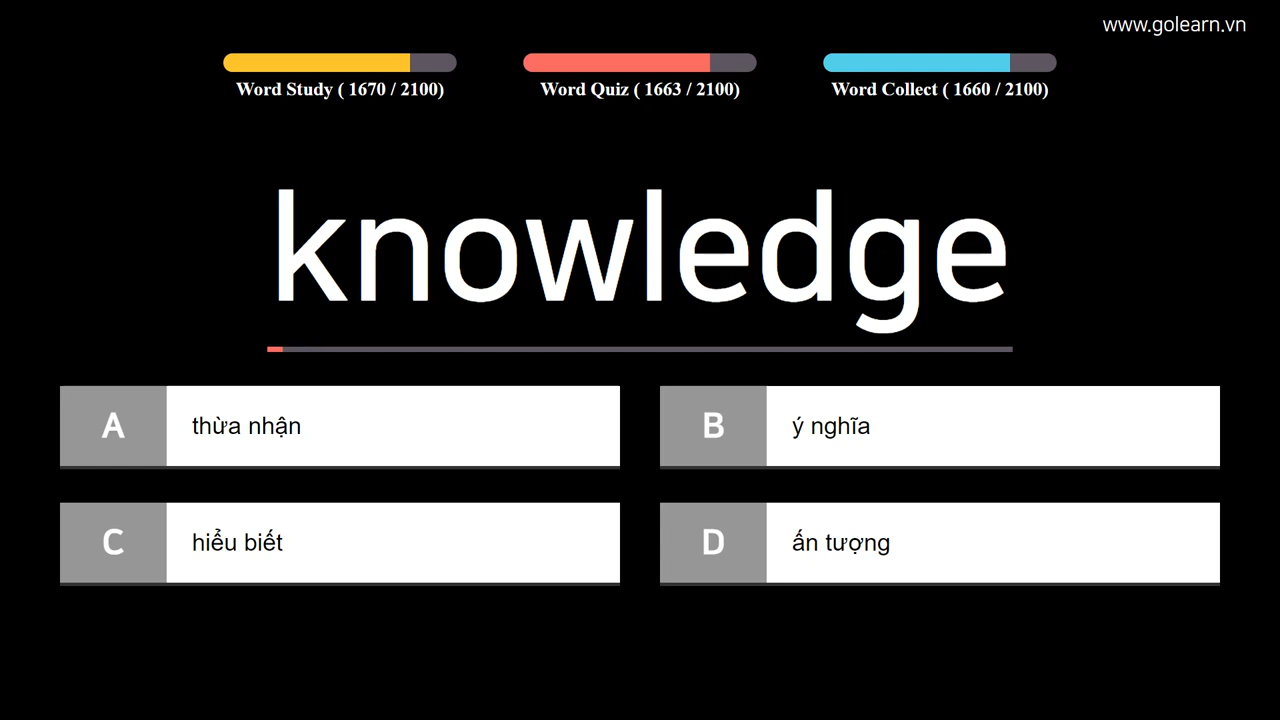 www.golearn.vn
Word Study ( 1670 / 2100)
Word Quiz ( 1663 / 2100)
Word Collect ( 1660 / 2100)
knowledge
A thừa nhận
B ý nghĩa
C hiểu biết
D ấn tượng